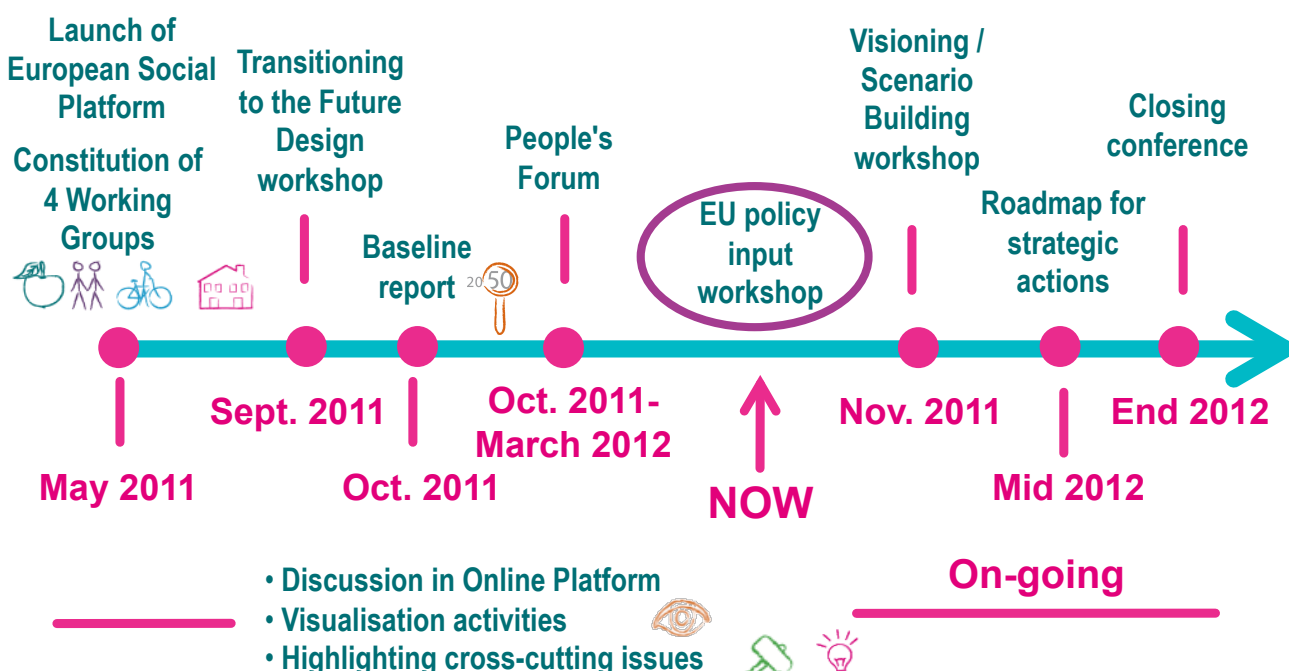 Launch of
European Social
Platform
Constitution of
4 Working
Groups
Transitioning
to the Future
Design
workshop
Baseline
report
2050
People's
Forum
EU policy
input
workshop
Visioning /
Scenario
Building
workshop
Roadmap for
strategic
actions
Closing
conference
May 2011
Sept. 2011
Oct. 2011
Oct. 2011-
March 2012
NOW
Nov. 2011
Mid 2012
End 2012
• Discussion in Online Platform
• Visualisation activities
• Highlighting cross-cutting issues
On-going